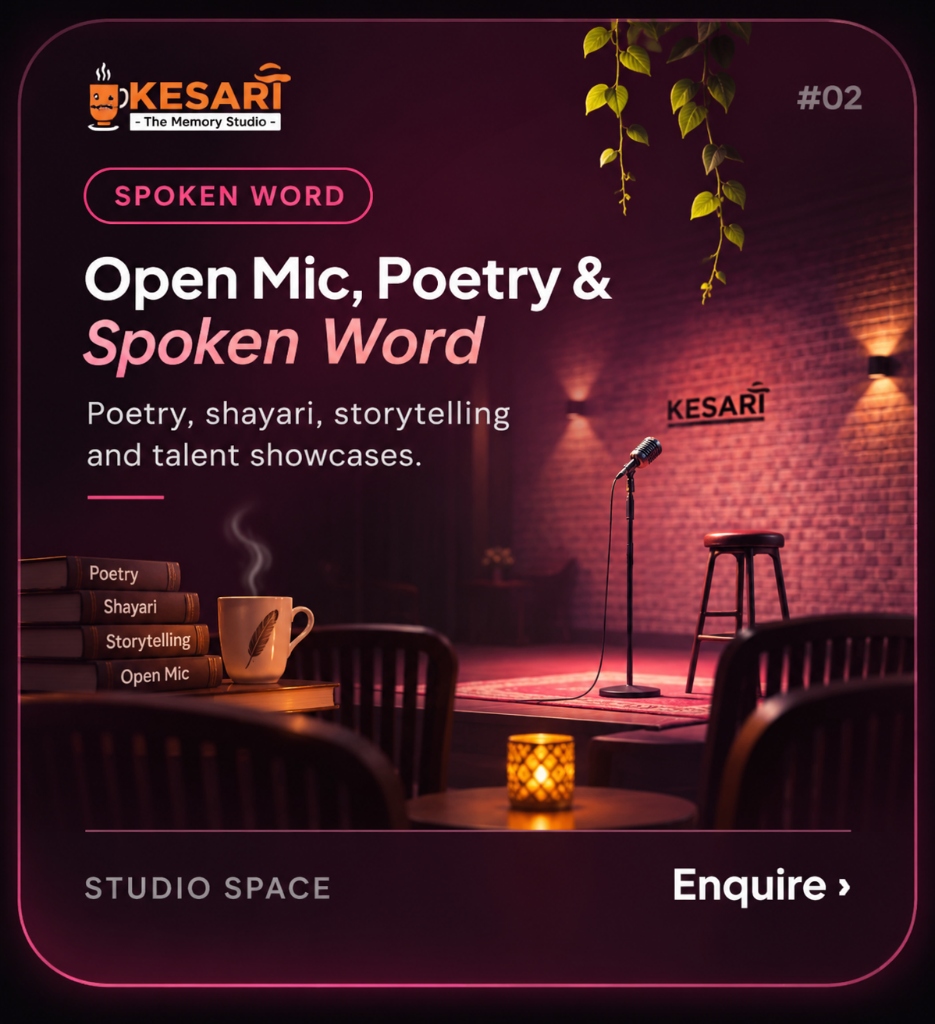 KESARI
- The Memory Studio -
#02
SPOKEN WORD
Open Mic, Poetry &
Spoken Word
Poetry, shayari, storytelling
and talent showcases.
KESARI
Poetry
Shayari
Storytelling
Open Mic
STUDIO SPACE
Enquire ›